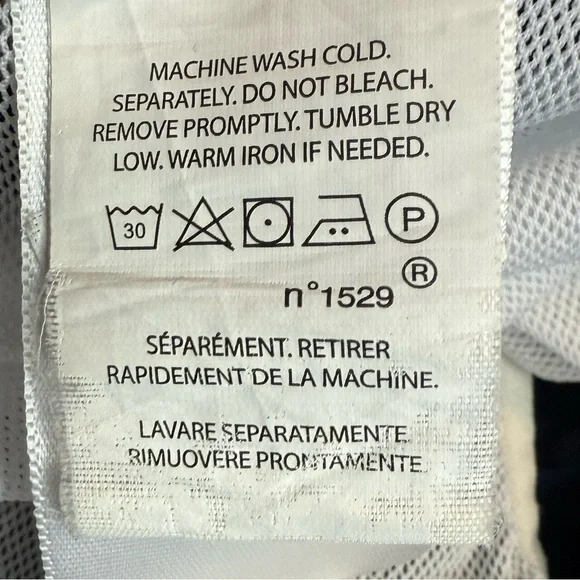 MACHINE WASH COLD.
SEPARATELY. DO NOT BLEACH.
REMOVE PROMPTLY. TUMBLE DRY
LOW. WARM IRON IF NEEDED.
30 P
®
n°1529
SÉPARÉMENT. RETIRER
RAPIDEMENT DE LA MACHINE.
LAVARE SEPARATAMENTE
RIMUOVERE PRONTAMENTE